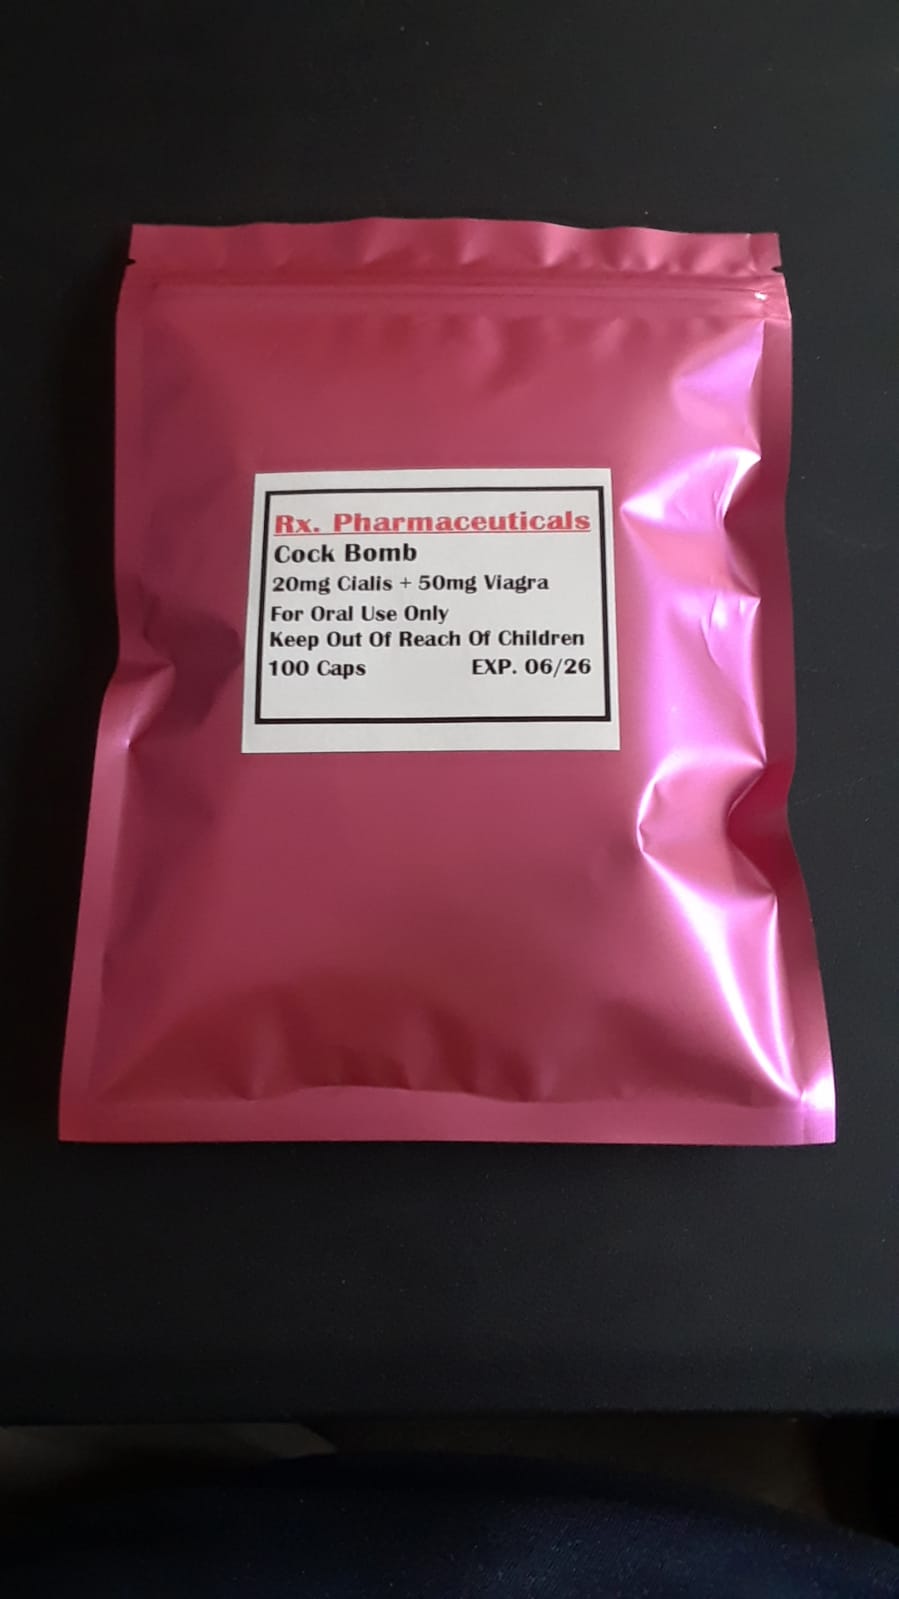 Rx. Pharmaceuticals
Cock Bomb
20mg Cialis + 50mg Viagra
For Oral Use Only
Keep Out Of Reach Of Children
100 Caps EXP. 06/26